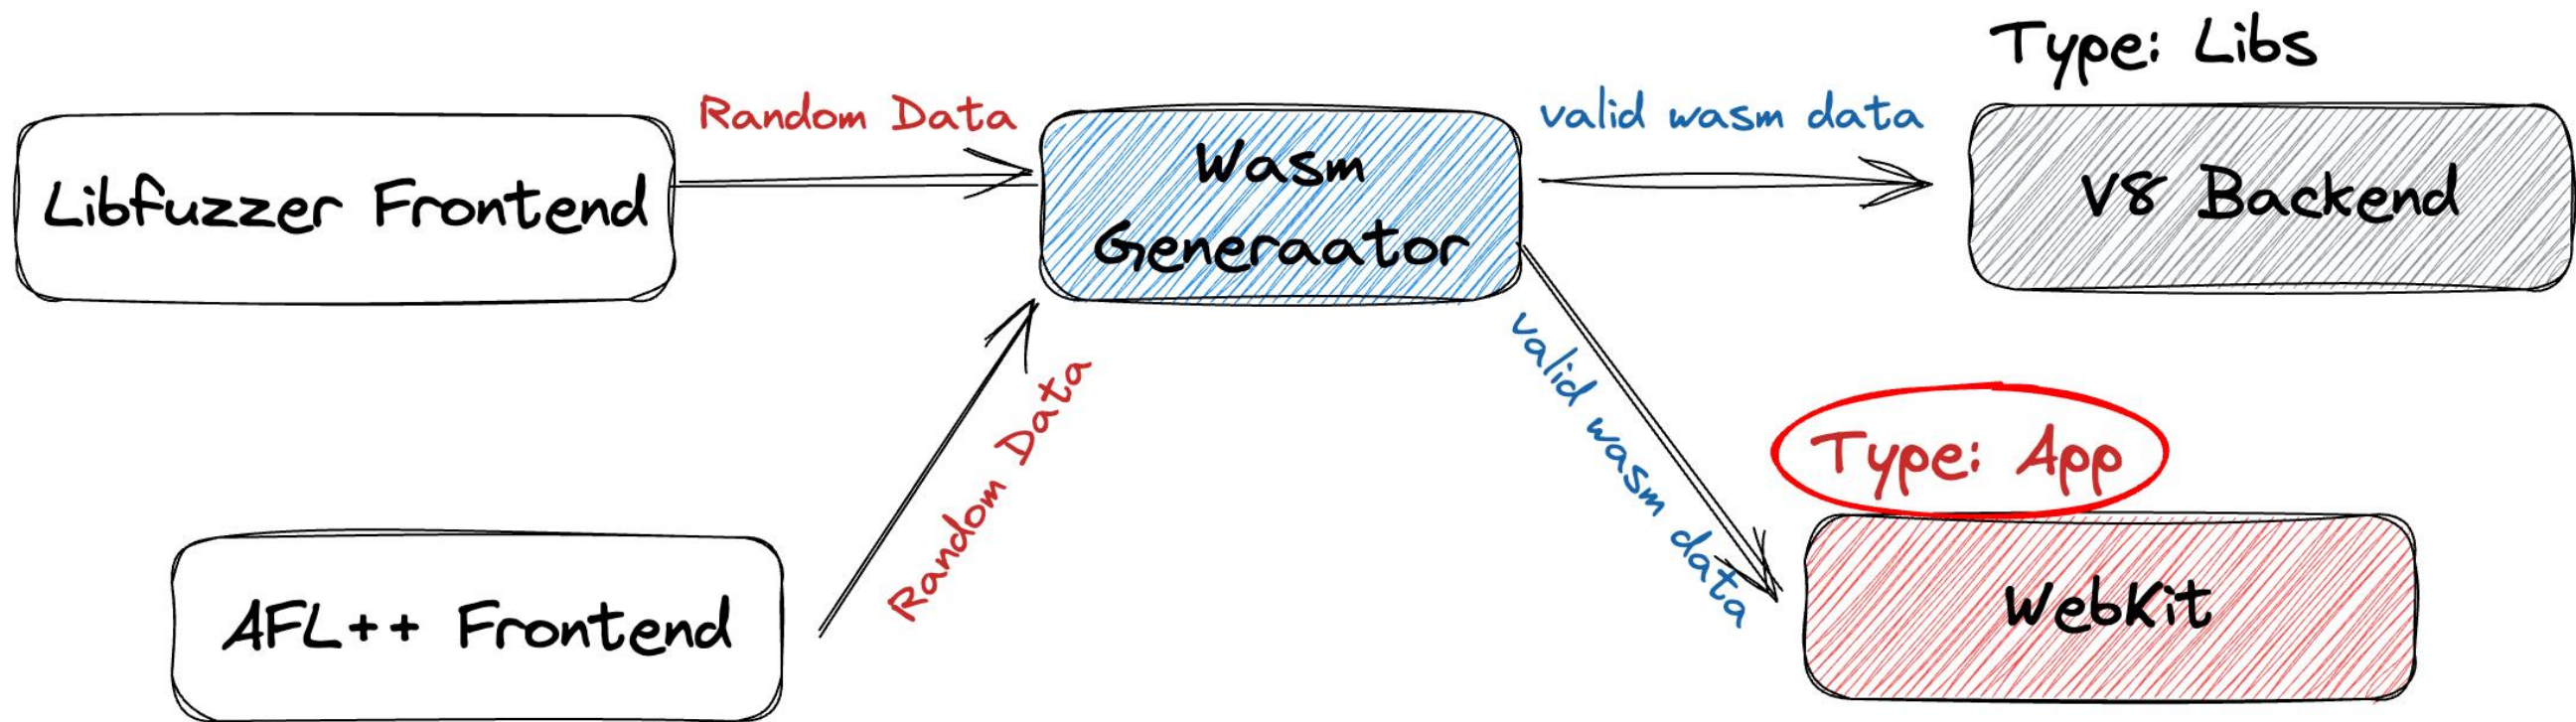 Type: Libs
Random Data
valid wasm data
Libfuzzer Frontend
Wasm
Generaator
V8 Backend
Random Data
valid wasm data
Type: App
AFL++ Frontend
WebKit